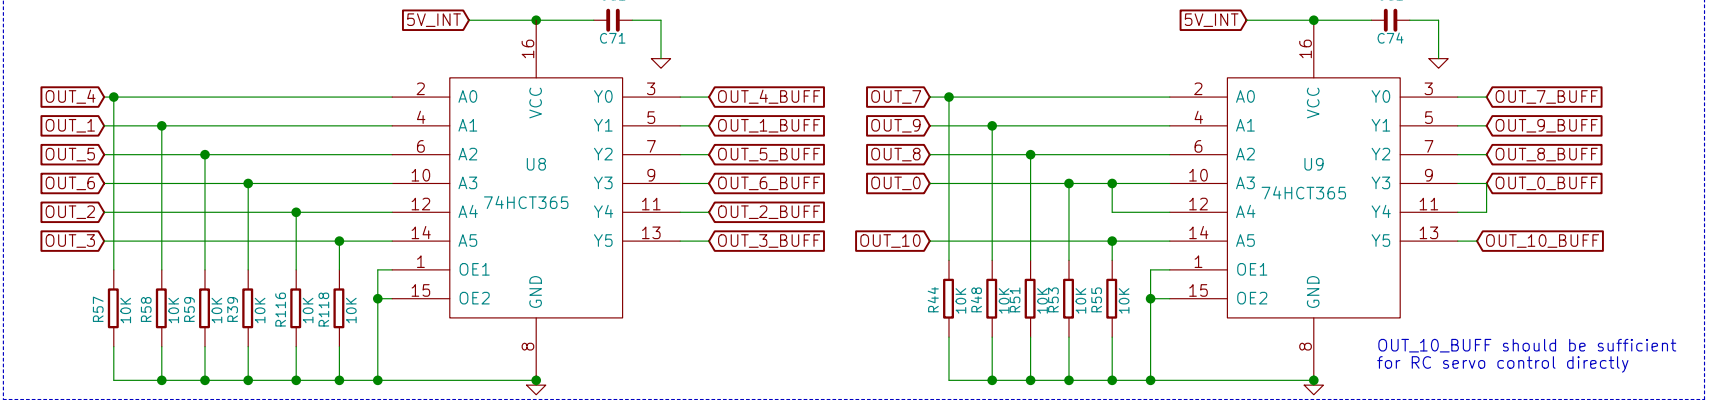 5V_INT
C71
16
OUT_4
2
A0
VCC
Y0
3
OUT_4_BUFF
OUT_1
4
A1
Y1
5
OUT_1_BUFF
OUT_5
6
A2
Y2
7
OUT_5_BUFF
U8
OUT_6
10
A3
Y3
9
OUT_6_BUFF
74HCT365
OUT_2
12
A4
Y4
11
OUT_2_BUFF
OUT_3
14
A5
Y5
13
OUT_3_BUFF
1
OE1
15
OE2
GND
8
R57
10K
R58
10K
R59
10K
R39
10K
R116
10K
R118
10K
5V_INT
C74
16
OUT_7
2
A0
VCC
Y0
3
OUT_7_BUFF
OUT_9
4
A1
Y1
5
OUT_9_BUFF
OUT_8
6
A2
Y2
7
OUT_8_BUFF
U9
OUT_0
10
A3
Y3
9
OUT_0_BUFF
74HCT365
12
A4
Y4
11
OUT_10
14
A5
Y5
13
OUT_10_BUFF
1
OE1
15
OE2
GND
8
R44
10K
R48
10K
R51
10K
R53
10K
R55
10K
OUT_10_BUFF should be sufficient
for RC servo control directly